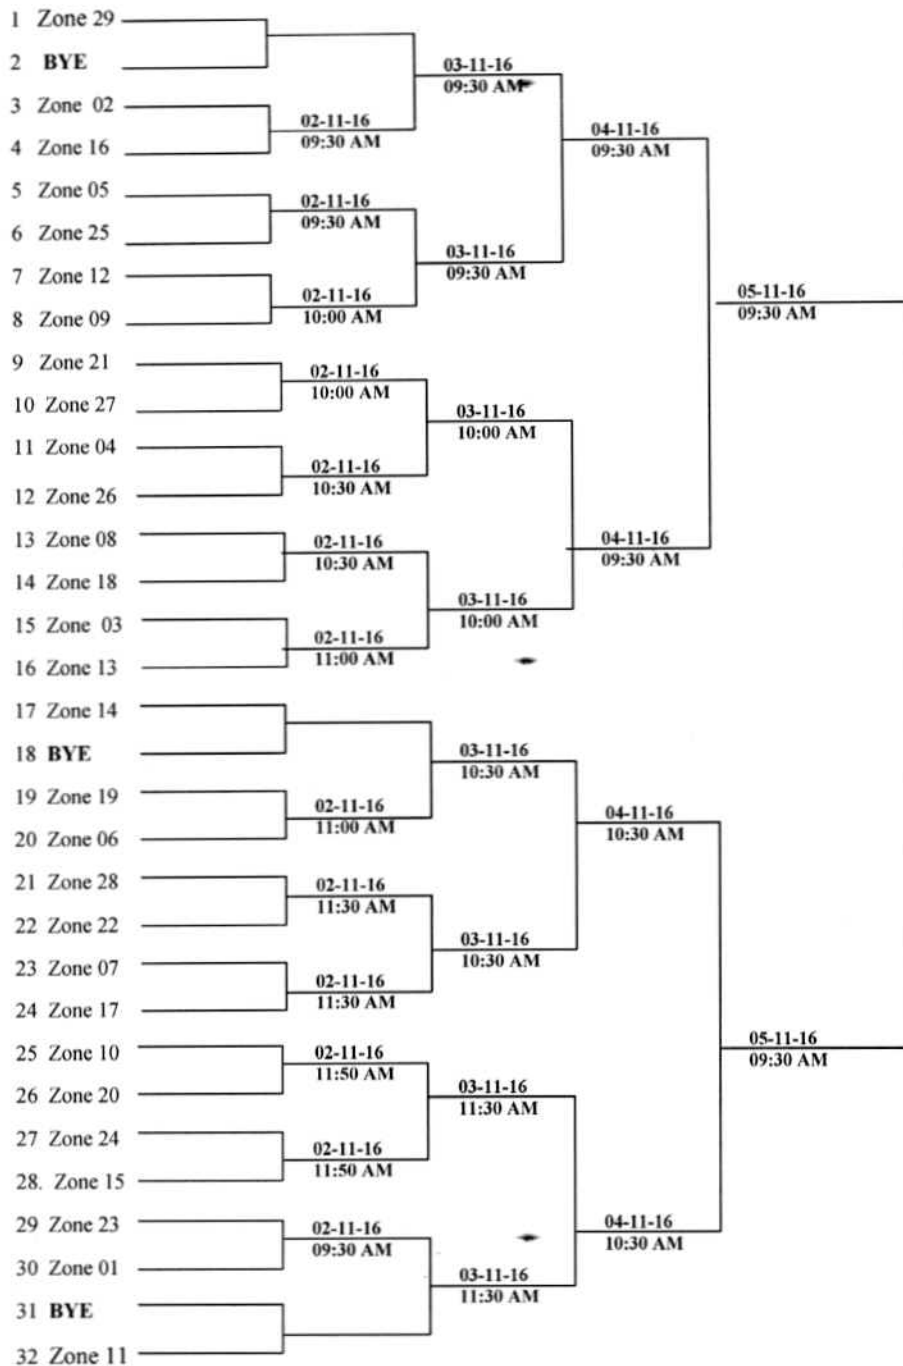 1 Zone 29
2 BYE
3 Zone 02
4 Zone 16
5 Zone 05
6 Zone 25
7 Zone 12
8 Zone 09
9 Zone 21
10 Zone 27
11 Zone 04
12 Zone 26
13 Zone 08
14 Zone 18
15 Zone 03
16 Zone 13
17 Zone 14
18 BYE
19 Zone 19
20 Zone 06
21 Zone 28
22 Zone 22
23 Zone 07
24 Zone 17
25 Zone 10
26 Zone 20
27 Zone 24
28. Zone 15
29 Zone 23
30 Zone 01
31 BYE
32 Zone 11
02-11-16
09:30 AM
02-11-16
09:30 AM
02-11-16
10:00 AM
02-11-16
10:00 AM
02-11-16
10:30 AM
02-11-16
10:30 AM
02-11-16
11:00 AM
02-11-16
11:00 AM
02-11-16
11:30 AM
02-11-16
11:30 AM
02-11-16
11:50 AM
02-11-16
11:50 AM
02-11-16
09:30 AM
03-11-16
09:30 AM
03-11-16
09:30 AM
03-11-16
10:00 AM
03-11-16
10:00 AM
03-11-16
10:30 AM
03-11-16
10:30 AM
03-11-16
11:30 AM
03-11-16
11:30 AM
04-11-16
09:30 AM
04-11-16
09:30 AM
04-11-16
10:30 AM
04-11-16
10:30 AM
05-11-16
09:30 AM
05-11-16
09:30 AM